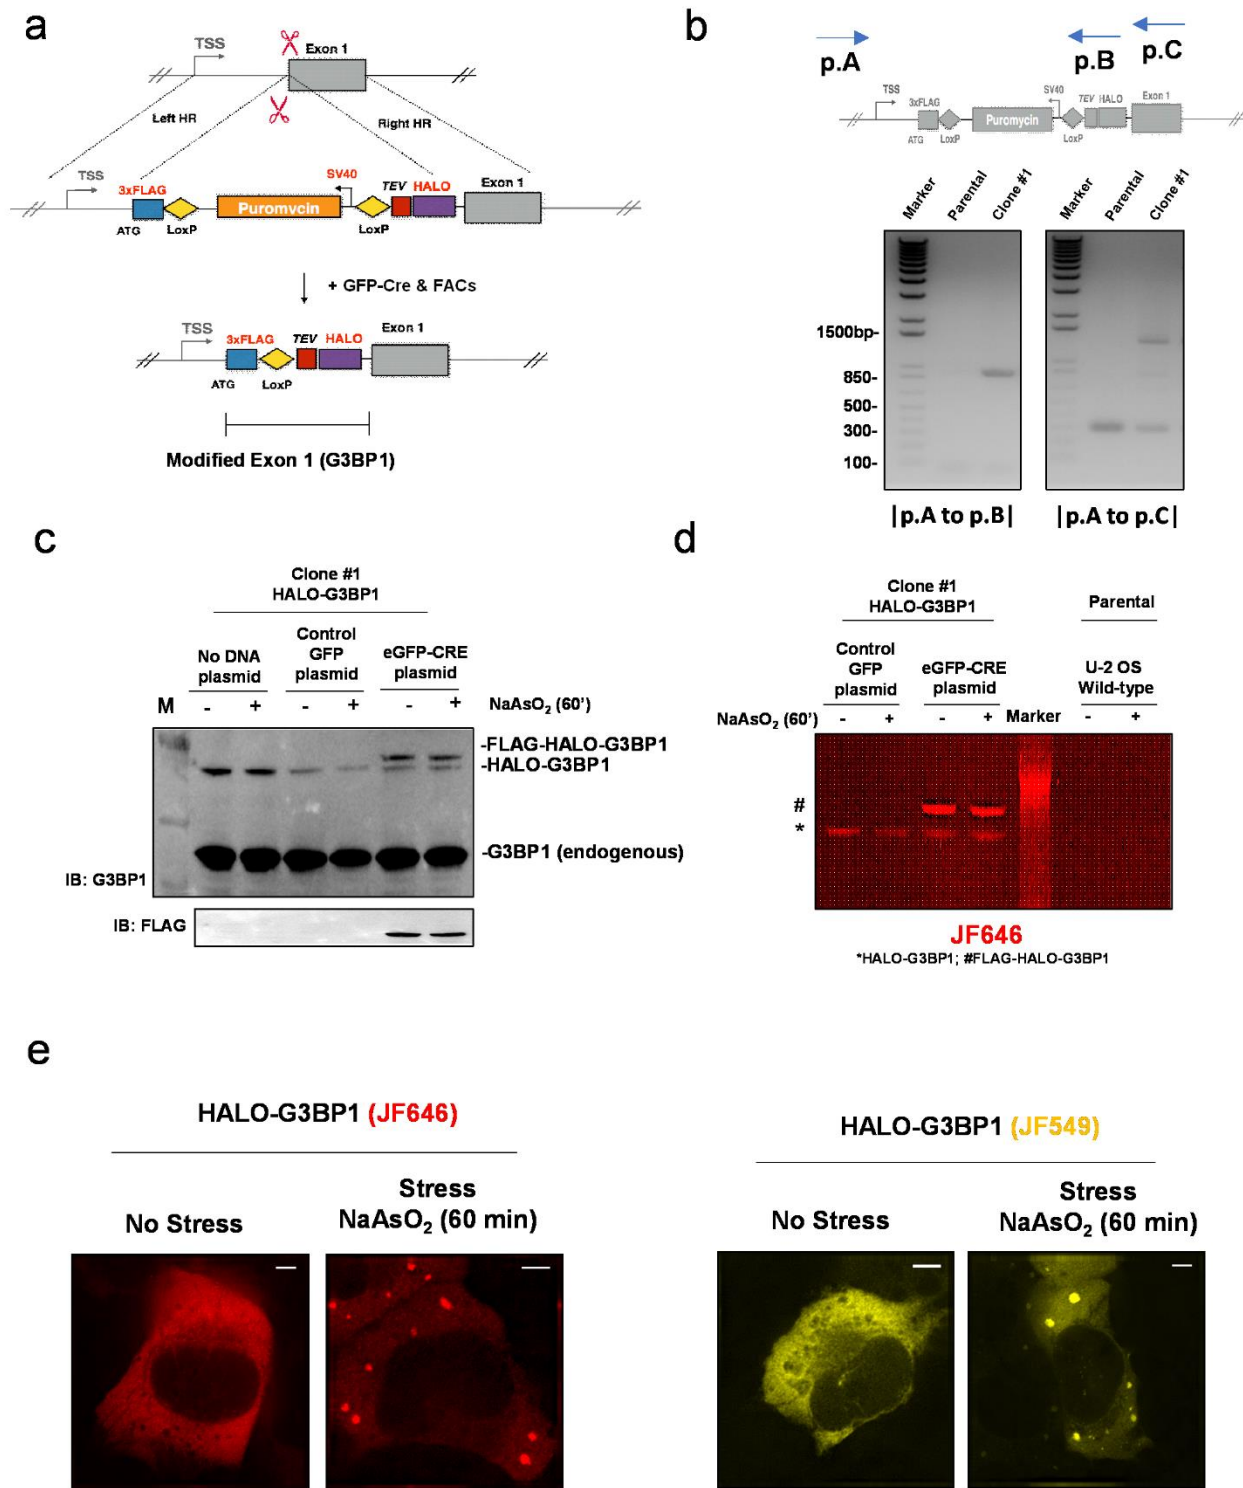 a
TSS
Exon 1
Left HR
Right HR
TSS
3xFLAG
SV40
TEV
HALO
Exon 1
Puromycin
ATG
LoxP
LoxP
+ GFP-Cre & FACs
TSS
3xFLAG
TEV
HALO
Exon 1
ATG
LoxP
Modified Exon 1 (G3BP1)
b
p.A
p.B
p.C
TSS
3xFLAG
SV40
TEV
HALO
Exon 1
Puromycin
ATG
LoxP
LoxP
Marker
Parental
Clone #1
Marker
Parental
Clone #1
1500bp-
850-
500-
300-
100-
|p.A to p.B|
|p.A to p.C|
c
Clone #1
HALO-G3BP1
No DNA
plasmid
Control
GFP
plasmid
eGFP-CRE
plasmid
M - + - + - + NaAsO₂ (60')
-FLAG-HALO-G3BP1
-HALO-G3BP1
-G3BP1 (endogenous)
IB: G3BP1
IB: FLAG
d
Clone #1
HALO-G3BP1
Parental
Control
GFP
plasmid
eGFP-CRE
plasmid
U-2 OS
Wild-type
NaAsO₂ (60') - + - + Marker - +
#
*
JF646
*HALO-G3BP1; #FLAG-HALO-G3BP1
e
HALO-G3BP1 (JF646)
No Stress
Stress
NaAsO₂ (60 min)
HALO-G3BP1 (JF549)
No Stress
Stress
NaAsO₂ (60 min)